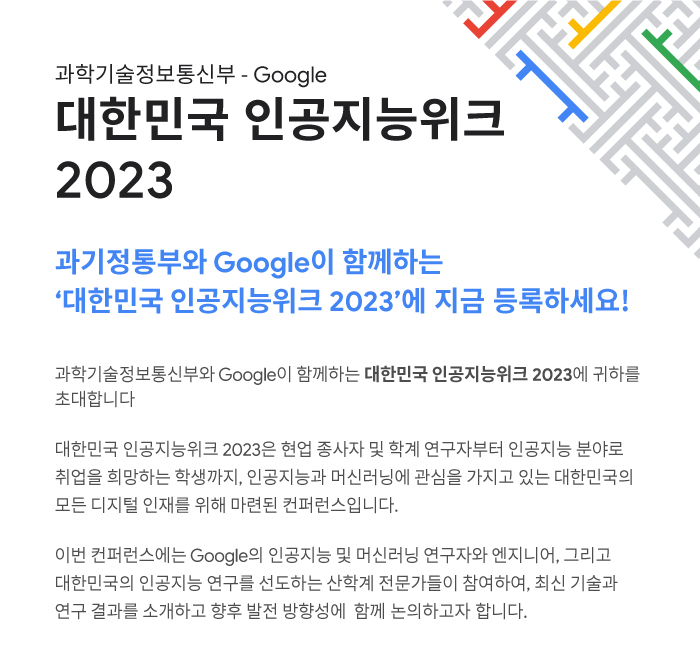 과학기술정보통신부 - Google
대한민국 인공지능위크
2023
과기정통부와 Google이 함께하는
‘대한민국 인공지능위크 2023’에 지금 등록하세요!
과학기술정보통신부와 Google이 함께하는 대한민국 인공지능위크 2023에 귀하를
초대합니다
대한민국 인공지능위크 2023은 현업 종사자 및 학계 연구자부터 인공지능 분야로
취업을 희망하는 학생까지, 인공지능과 머신러닝에 관심을 가지고 있는 대한민국의
모든 디지털 인재를 위해 마련된 컨퍼런스입니다.
이번 컨퍼런스에는 Google의 인공지능 및 머신러닝 연구자와 엔지니어, 그리고
대한민국의 인공지능 연구를 선도하는 산학계 전문가들이 참여하여, 최신 기술과
연구 결과를 소개하고 향후 발전 방향성에 함께 논의하고자 합니다.